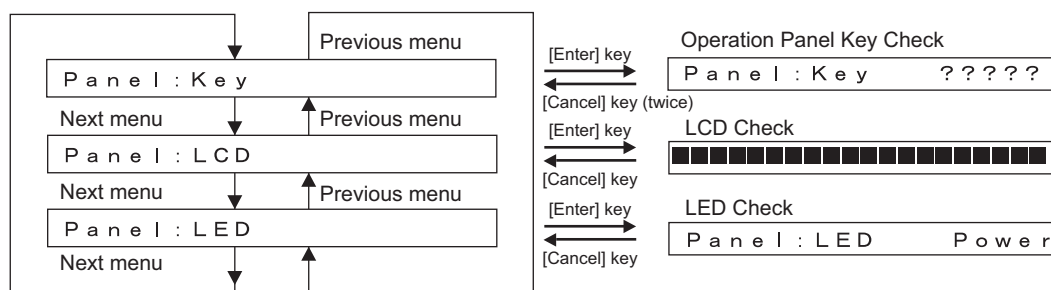 Previous menu
[Enter] key
Operation Panel Key Check
Panel:Key
Panel:Key ?????
[Cancel] key (twice)
Next menu
Previous menu
[Enter] key
LCD Check
Panel:LCD
[Cancel] key
Next menu
Previous menu
[Enter] key
LED Check
Panel:LED
Panel:LED Power
[Cancel] key
Next menu